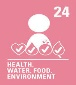 24
HEALTH,
WATER, FOOD,
ENVIRONMENT